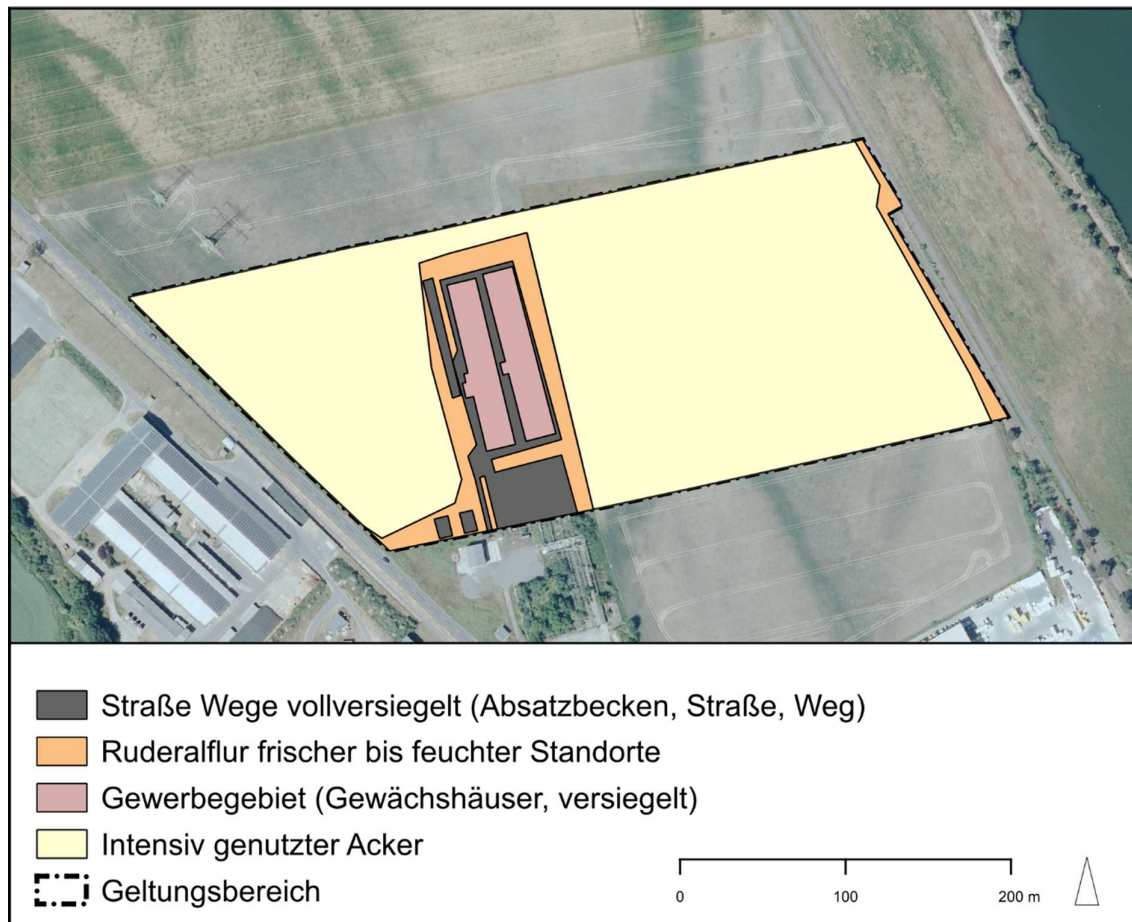 Straße Wege vollversiegelt (Absatzbecken, Straße, Weg)
Ruderalflur frischer bis feuchter Standorte
Gewerbegebiet (Gewächshäuser, versiegelt)
Intensiv genutzter Acker
Geltungsbereich
0 100 200 m